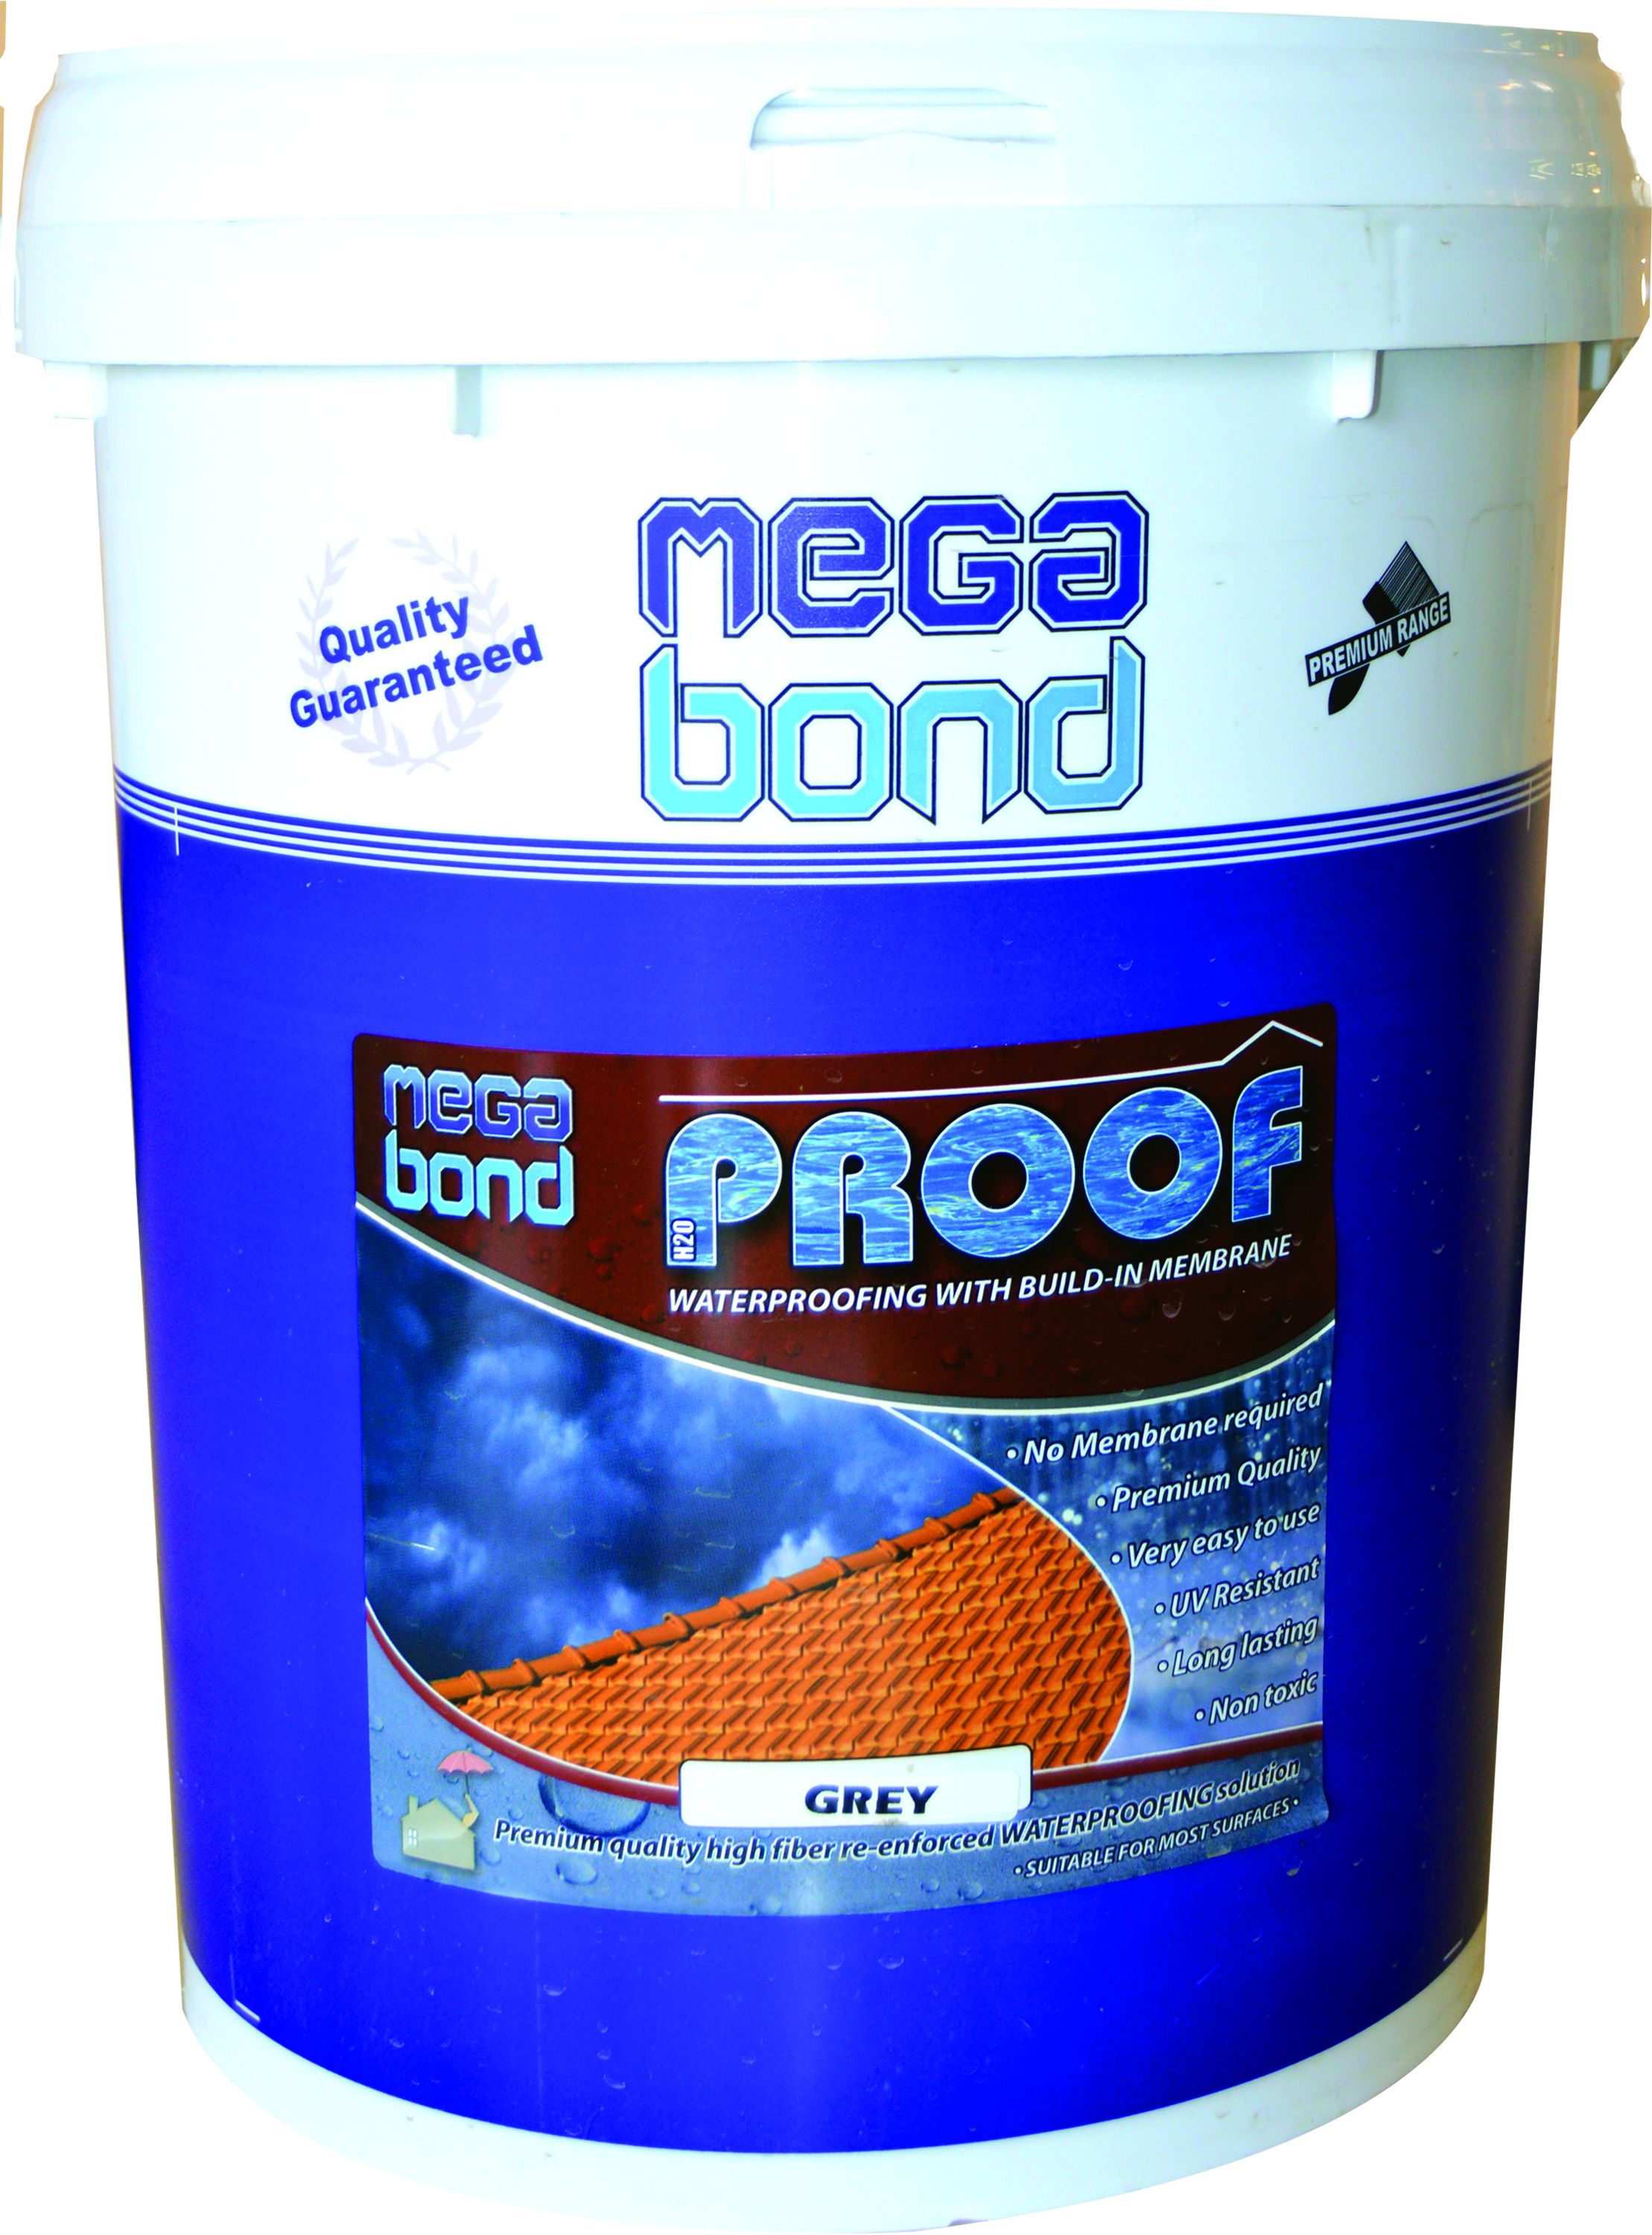 mega
bond
Quality
Guaranteed
PREMIUM RANGE
mega
bond
H2O
PROOF
WATERPROOFING WITH BUILD-IN MEMBRANE
• No Membrane required
• Premium Quality
• Very easy to use
• UV Resistant
• Long lasting
• Non toxic
GREY
Premium quality high fiber re-enforced WATERPROOFING solution
• SUITABLE FOR MOST SURFACES •